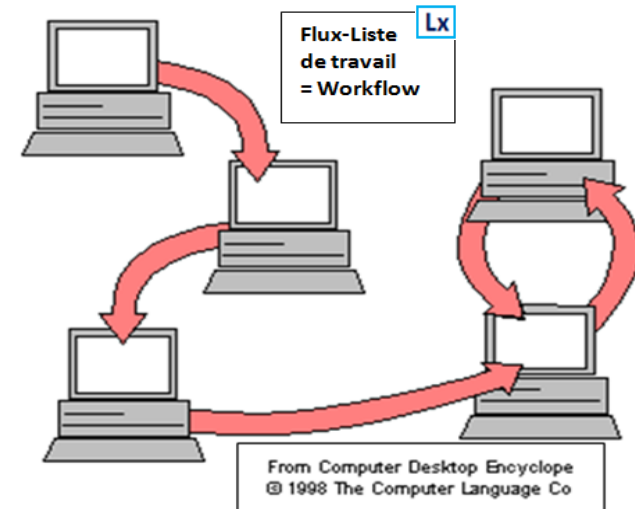 Lx
Flux-Liste
de travail
= Workflow
From Computer Desktop Encyclope
© 1998 The Computer Language Co